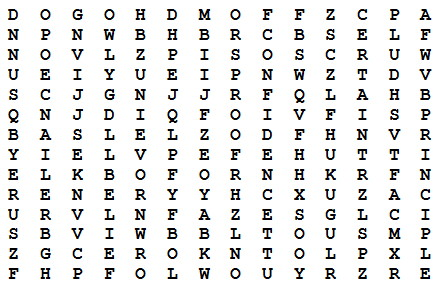 D O G O H D M O F F Z C P A
N P N W B H B R C B S E L F
N O V L Z P I S O S C R U W
U E I Y U E I P N W Z T D V
S C J G N J J R F Q L A H B
Q N J D I Q F O I V F I S P
B A S L E L Z O D F H N V R
Y I E L V P E F E H U T T I
E L K B O F O R N H K R F N
R E N E R Y Y H C X U Z A C
U R V L N F A Z E S G L C I
S B V I W B B L T O U S M P
Z G C E R O K N T O L P X L
F H P F O L W O U Y R Z R E